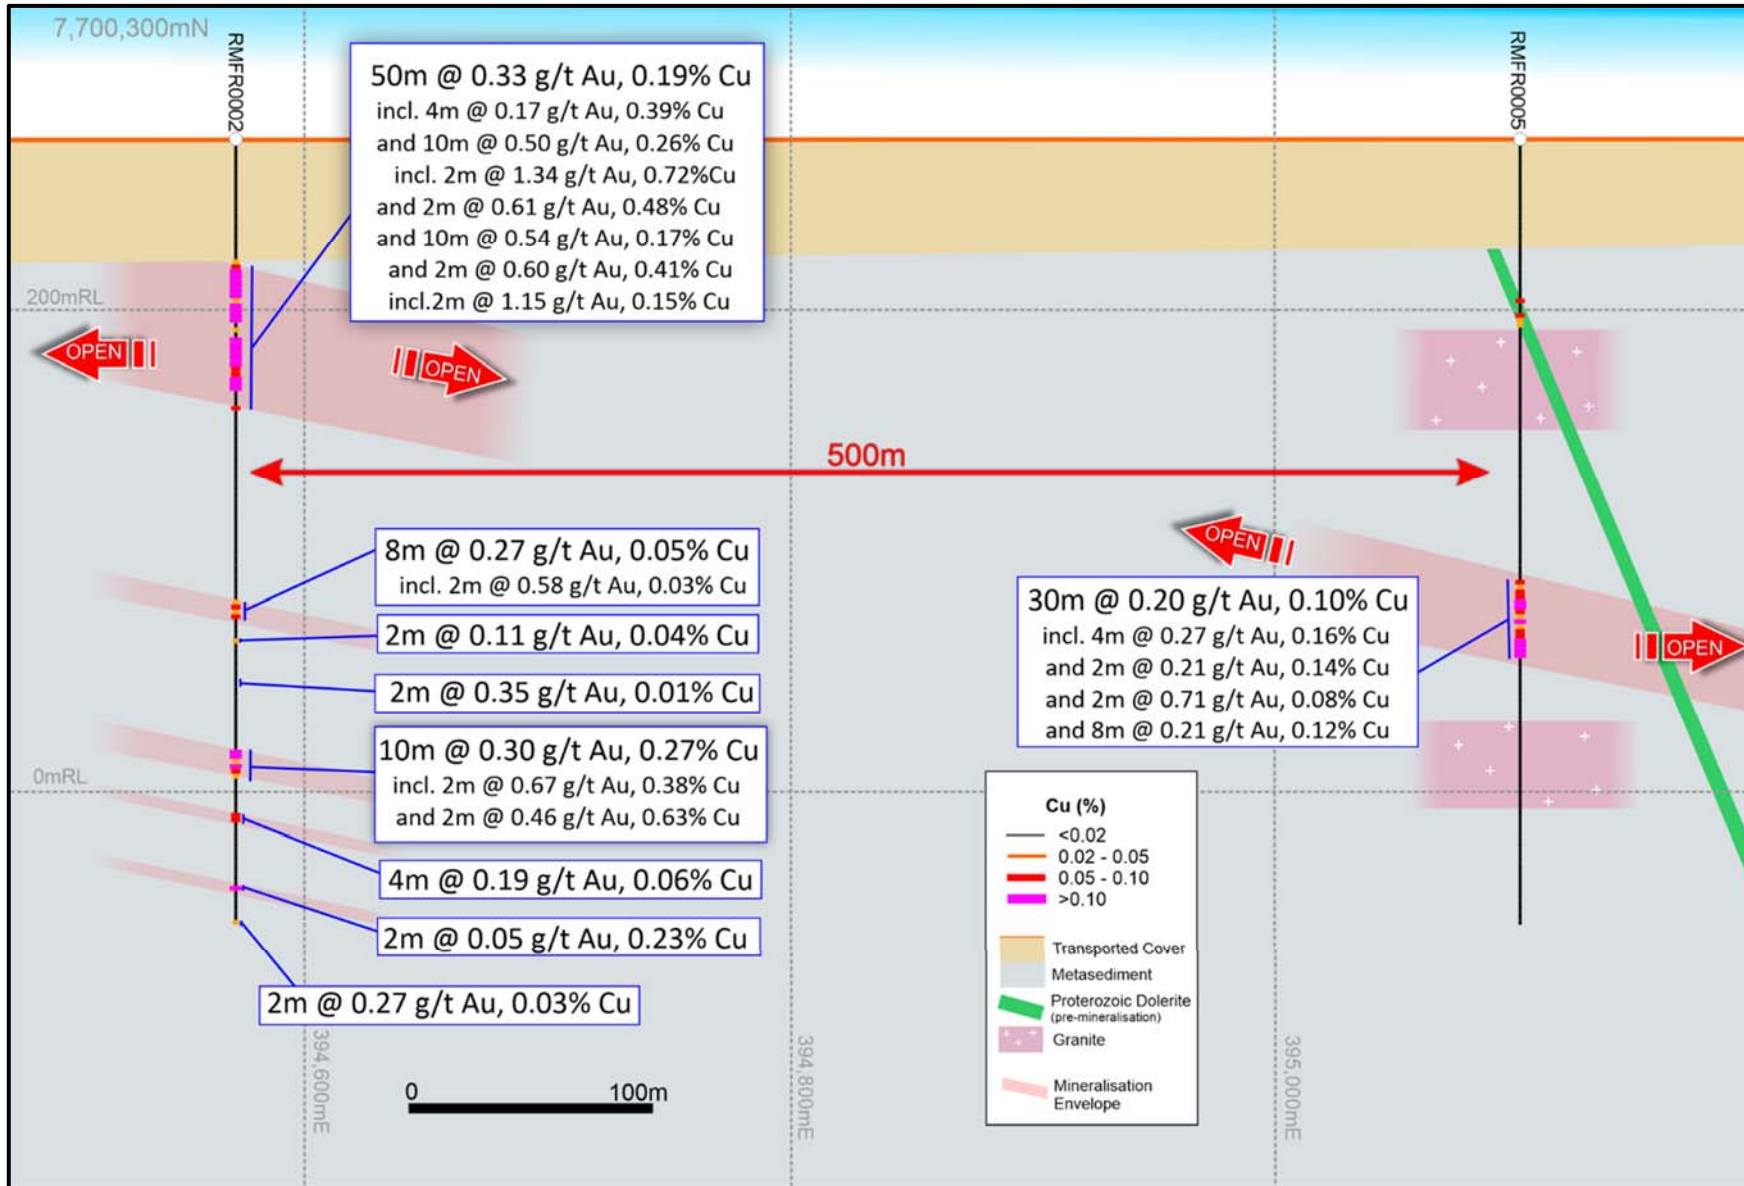 7,700,300mN
RMFR0002
RMFR0005
50m @ 0.33 g/t Au, 0.19% Cu
incl. 4m @ 0.17 g/t Au, 0.39% Cu
and 10m @ 0.50 g/t Au, 0.26% Cu
incl. 2m @ 1.34 g/t Au, 0.72%Cu
and 2m @ 0.61 g/t Au, 0.48% Cu
and 10m @ 0.54 g/t Au, 0.17% Cu
and 2m @ 0.60 g/t Au, 0.41% Cu
incl.2m @ 1.15 g/t Au, 0.15% Cu
200mRL
OPEN
OPEN
500m
OPEN
8m @ 0.27 g/t Au, 0.05% Cu
incl. 2m @ 0.58 g/t Au, 0.03% Cu
2m @ 0.11 g/t Au, 0.04% Cu
2m @ 0.35 g/t Au, 0.01% Cu
30m @ 0.20 g/t Au, 0.10% Cu
incl. 4m @ 0.27 g/t Au, 0.16% Cu
and 2m @ 0.21 g/t Au, 0.14% Cu
and 2m @ 0.71 g/t Au, 0.08% Cu
and 8m @ 0.21 g/t Au, 0.12% Cu
OPEN
0mRL
10m @ 0.30 g/t Au, 0.27% Cu
incl. 2m @ 0.67 g/t Au, 0.38% Cu
and 2m @ 0.46 g/t Au, 0.63% Cu
4m @ 0.19 g/t Au, 0.06% Cu
2m @ 0.05 g/t Au, 0.23% Cu
2m @ 0.27 g/t Au, 0.03% Cu
Cu (%)
<0.02
0.02 - 0.05
0.05 - 0.10
>0.10
Transported Cover
Metasediment
Proterozoic Dolerite
(pre-mineralisation)
Granite
Mineralisation
Envelope
394,600mE
394,800mE
395,000mE
0
100m